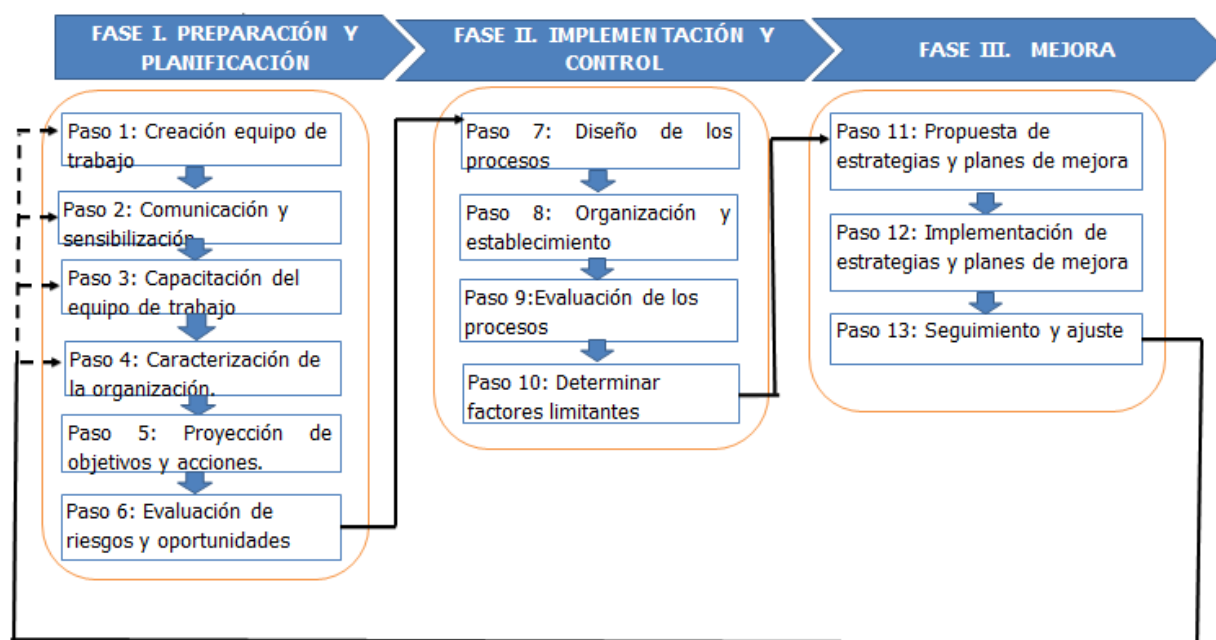 FASE I. PREPARACIÓN Y
PLANIFICACIÓN
FASE II. IMPLEMENTACIÓN Y
CONTROL
FASE III. MEJORA
Paso 1: Creación equipo de
trabajo
Paso 2: Comunicación y
sensibilización
Paso 3: Capacitación del
equipo de trabajo
Paso 4: Caracterización de
la organización.
Paso 5: Proyección de
objetivos y acciones.
Paso 6: Evaluación de
riesgos y oportunidades
Paso 7: Diseño de los
procesos
Paso 8: Organización y
establecimiento
Paso 9:Evaluación de los
procesos
Paso 10: Determinar
factores limitantes
Paso 11: Propuesta de
estrategias y planes de mejora
Paso 12: Implementación de
estrategias y planes de mejora
Paso 13: Seguimiento y ajuste